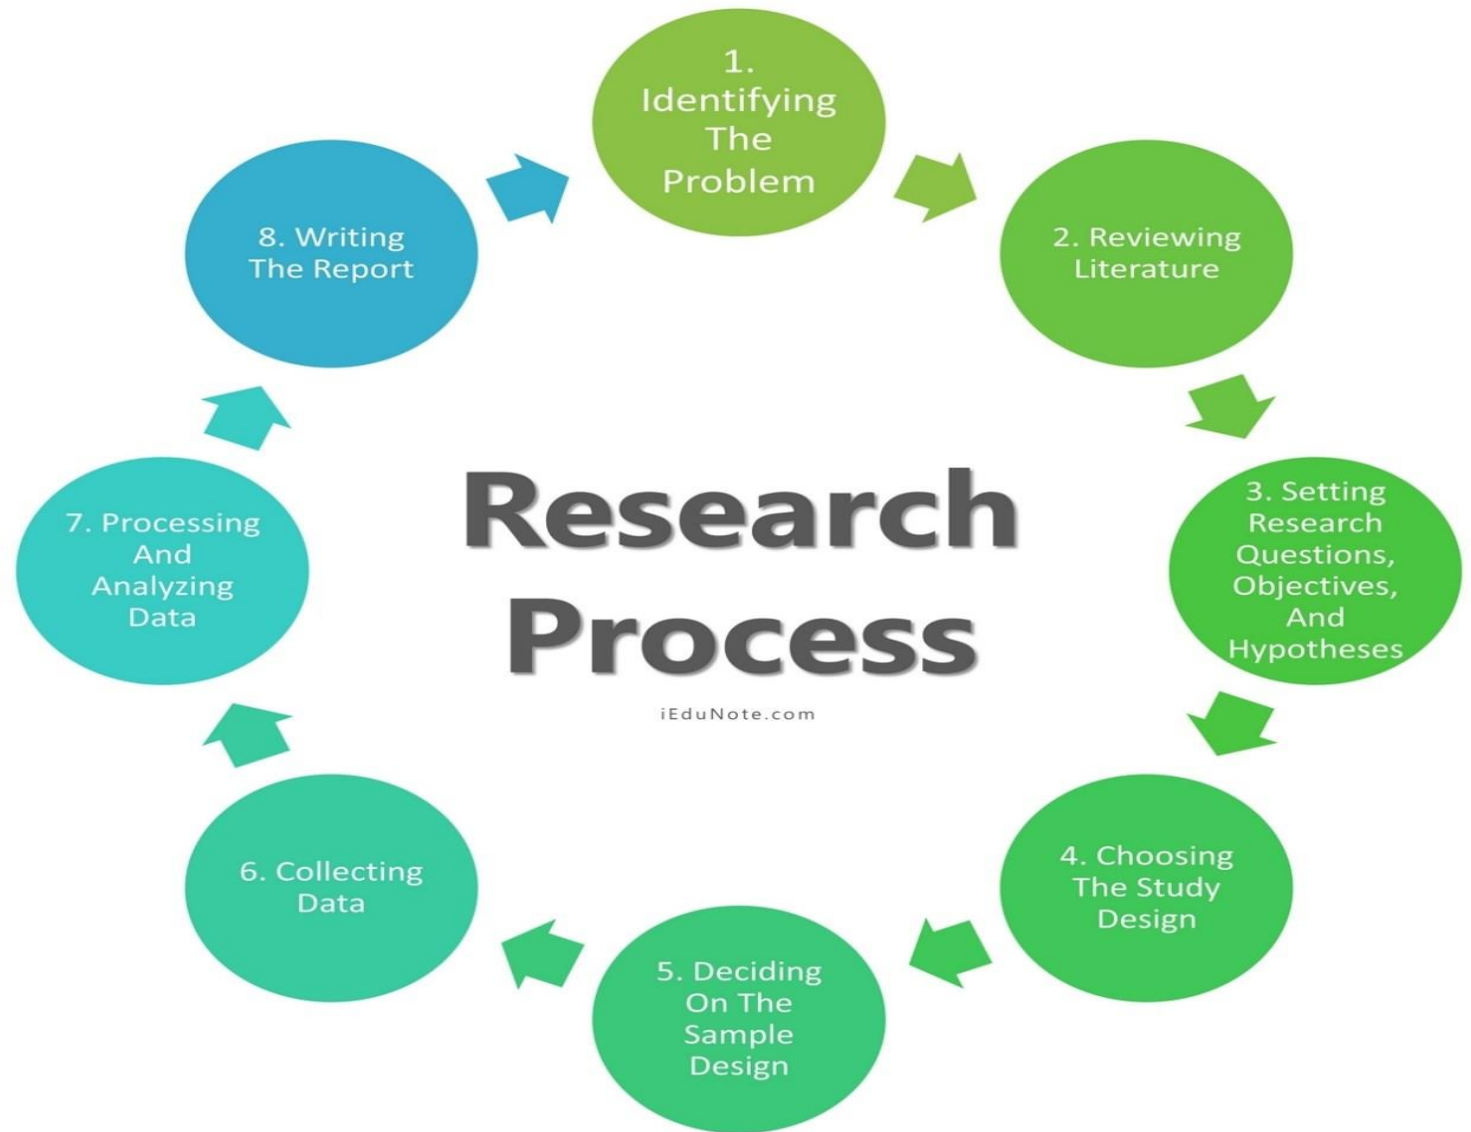 1.
Identifying
The
Problem
2. Reviewing
Literature
3. Setting
Research
Questions,
Objectives,
And
Hypotheses
4. Choosing
The Study
Design
5. Deciding
On The
Sample
Design
6. Collecting
Data
7. Processing
And
Analyzing
Data
8. Writing
The Report
Research
Process
iEduNote.com